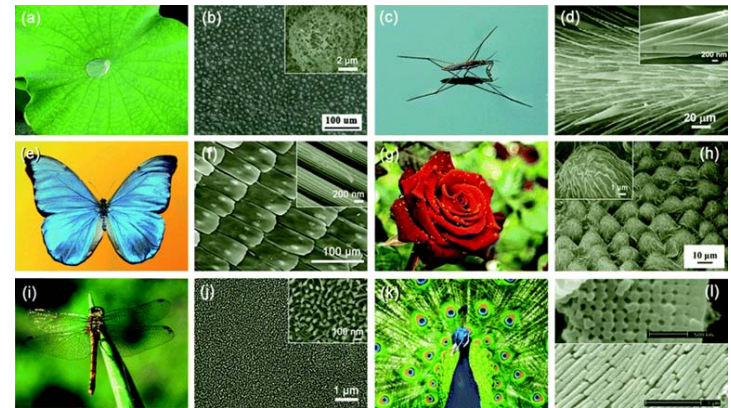 (a)
(b)
2 µm
100 um
(c)
(d)
200 nm
20 µm
(e)
(f)
200 nm
100 µm
(g)
(h)
1 µm
10 µm
(i)
(j)
100 nm
1 µm
(k)
(l)